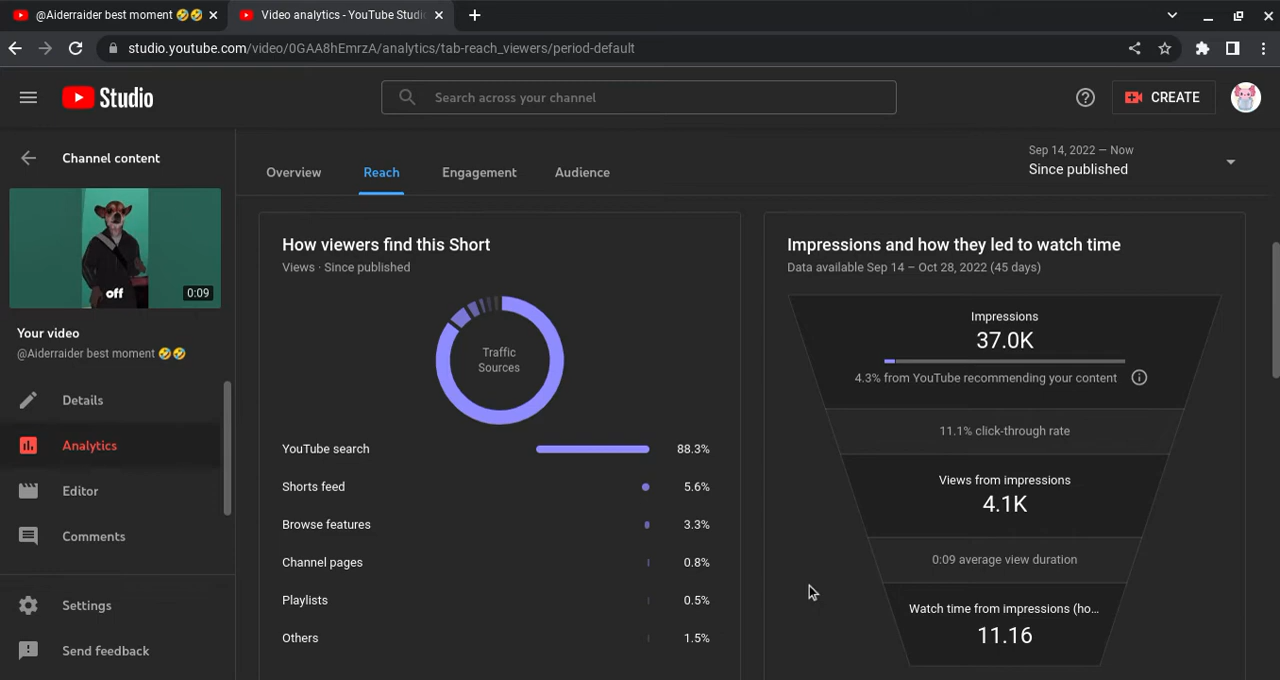 @Aiderraider best moment 🤣🤣
Video analytics - YouTube Studio
studio.youtube.com/video/0GAA8hEmrzA/analytics/tab-reach_viewers/period-default
Studio
Search across your channel
CREATE
Channel content
off
0:09
Your video
@Aiderraider best moment 🤣🤣
Details
Analytics
Editor
Comments
Settings
Send feedback
Overview
Reach
Engagement
Audience
Sep 14, 2022 – Now
Since published
How viewers find this Short
Views · Since published
Traffic
Sources
YouTube search 88.3%
Shorts feed 5.6%
Browse features 3.3%
Channel pages 0.8%
Playlists 0.5%
Others 1.5%
Impressions and how they led to watch time
Data available Sep 14 – Oct 28, 2022 (45 days)
Impressions
37.0K
4.3% from YouTube recommending your content
11.1% click-through rate
Views from impressions
4.1K
0:09 average view duration
Watch time from impressions (ho...
11.16